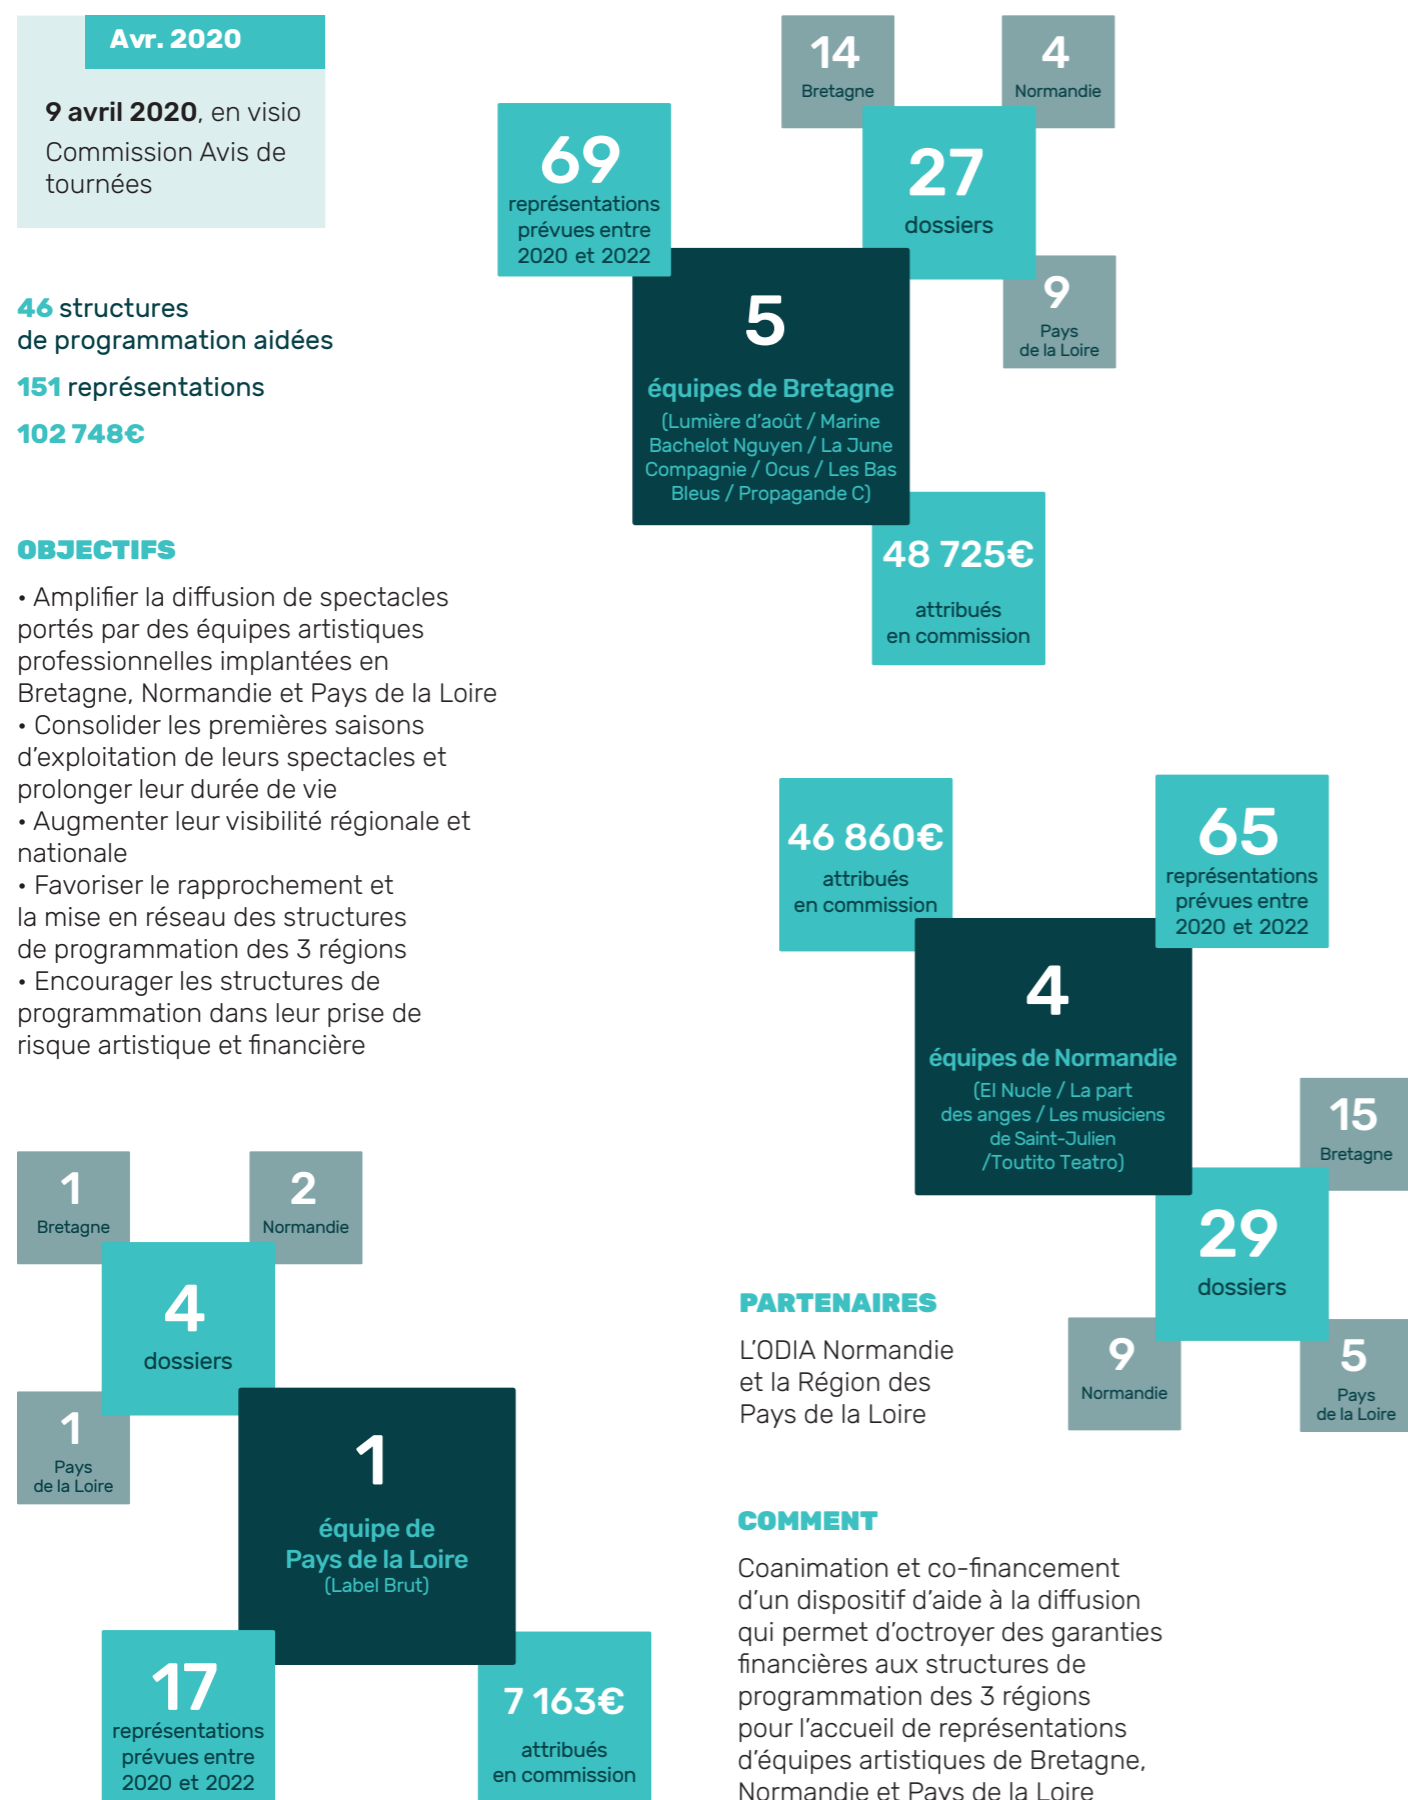 Avr. 2020
9 avril 2020, en visio
Commission Avis de
tournées
46 structures
de programmation aidées
151 représentations
102 748€
OBJECTIFS
• Amplifier la diffusion de spectacles
portés par des équipes artistiques
professionnelles implantées en
Bretagne, Normandie et Pays de la Loire
• Consolider les premières saisons
d'exploitation de leurs spectacles et
prolonger leur durée de vie
• Augmenter leur visibilité régionale et
nationale
• Favoriser le rapprochement et
la mise en réseau des structures
de programmation des 3 régions
• Encourager les structures de
programmation dans leur prise de
risque artistique et financière
14
Bretagne
4
Normandie
69
représentations
prévues entre
2020 et 2022
27
dossiers
9
Pays
de la Loire
5
équipes de Bretagne
(Lumière d'août / Marine
Bachelot Nguyen / La June
Compagnie / Ocus / Les Bas
Bleus / Propagande C)
48 725€
attribués
en commission
46 860€
attribués
en commission
65
représentations
prévues entre
2020 et 2022
4
équipes de Normandie
(El Nucle / La part
des anges / Les musiciens
de Saint-Julien
/Toutito Teatro)
15
Bretagne
29
dossiers
9
Normandie
5
Pays
de la Loire
1
Bretagne
2
Normandie
4
dossiers
1
Pays
de la Loire
1
équipe de
Pays de la Loire
(Label Brut)
17
représentations
prévues entre
2020 et 2022
7 163€
attribués
en commission
PARTENAIRES
L'ODIA Normandie
et la Région des
Pays de la Loire
COMMENT
Coanimation et co-financement
d'un dispositif d'aide à la diffusion
qui permet d'octroyer des garanties
financières aux structures de
programmation des 3 régions
pour l'accueil de représentations
d'équipes artistiques de Bretagne,
Normandie et Pays de la Loire